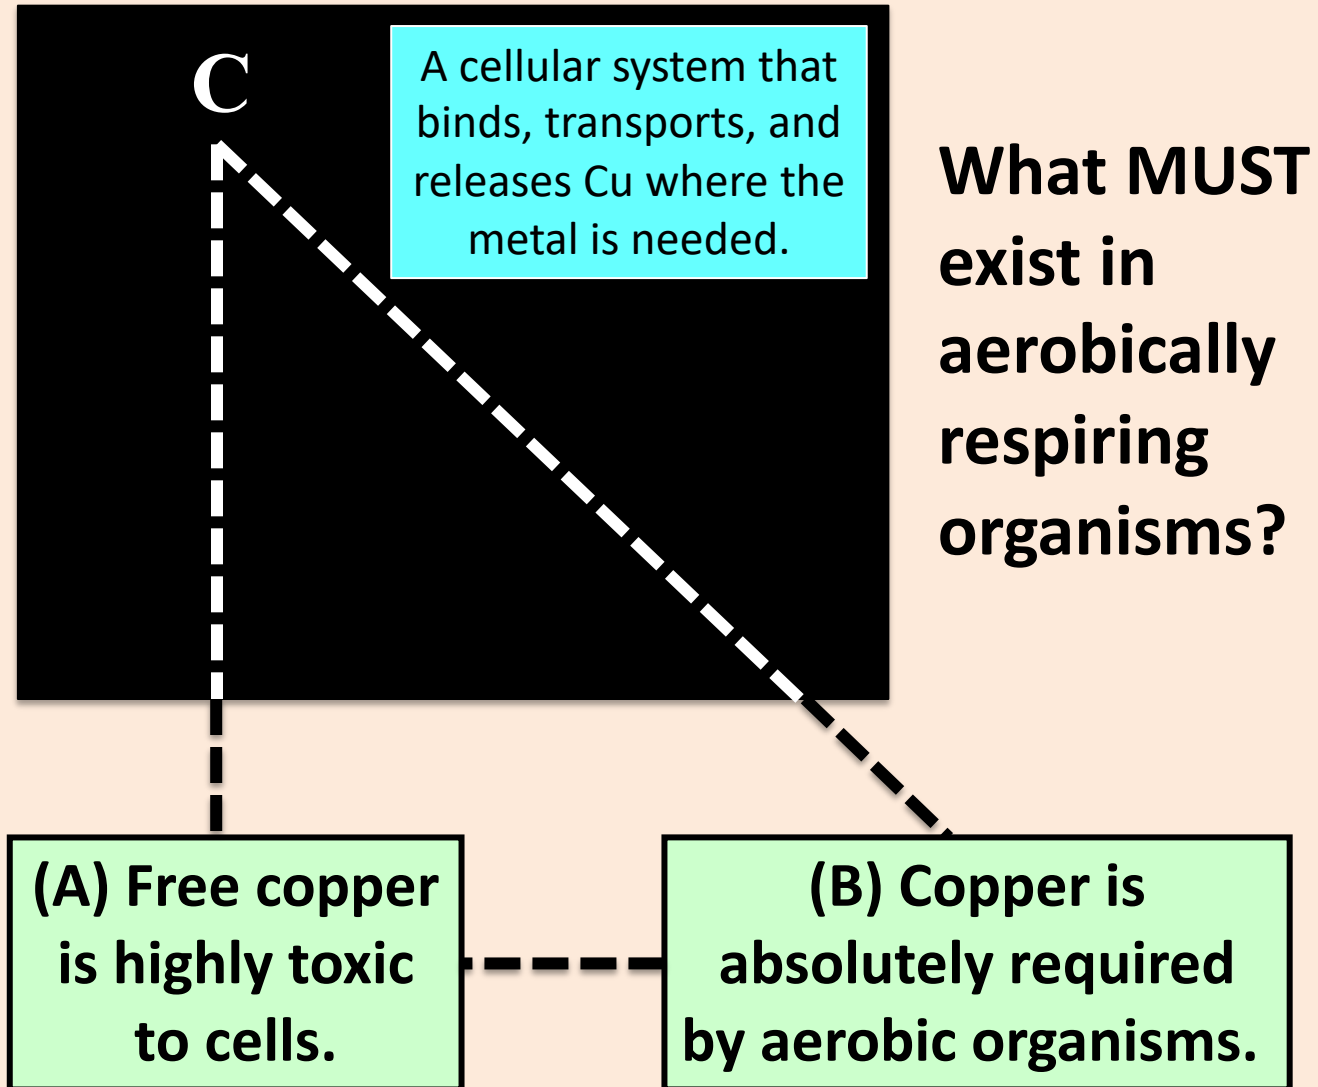 C
A cellular system that
binds, transports, and
releases Cu where the
metal is needed.
What MUST
exist in
aerobically
respiring
organisms?
(A) Free copper
is highly toxic
to cells.
(B) Copper is
absolutely required
by aerobic organisms.